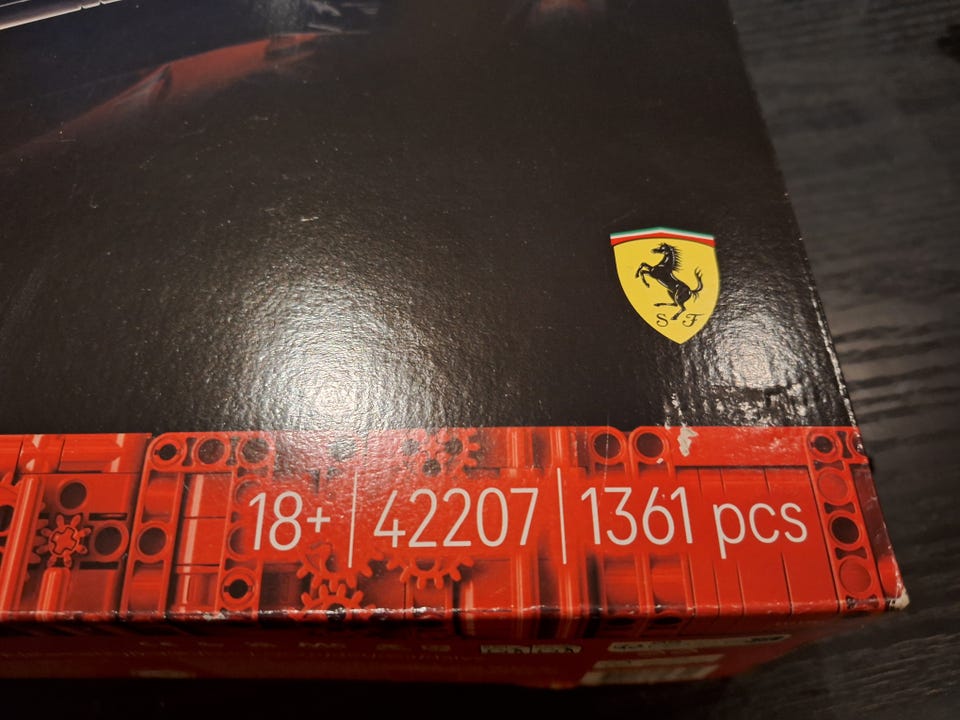 S F
18+ | 42207 | 1361 pcs